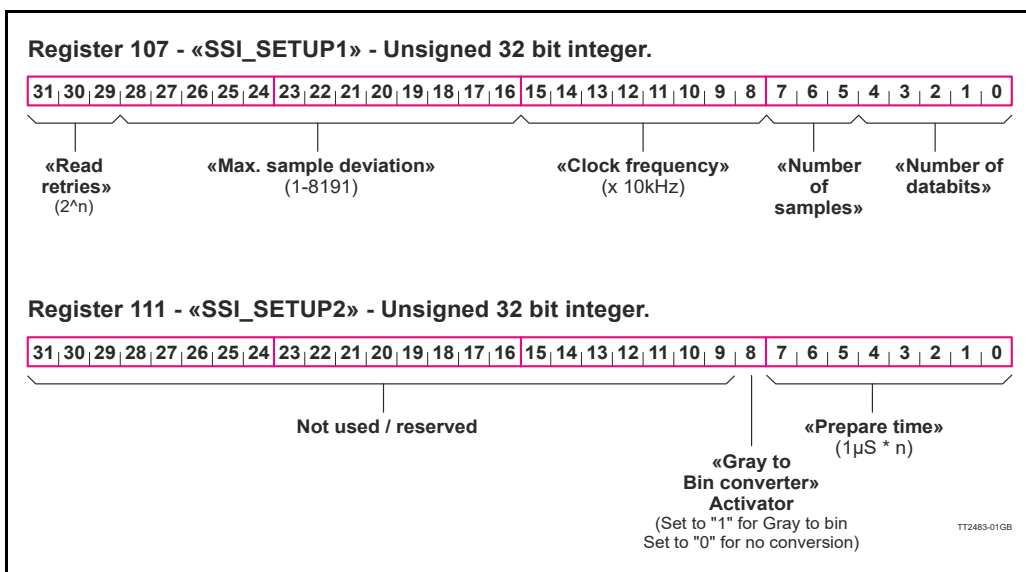 Register 107 - «SSI_SETUP1» - Unsigned 32 bit integer.
31 30 29 28 27 26 25 24 23 22 21 20 19 18 17 16 15 14 13 12 11 10 9 8 7 6 5 4 3 2 1 0
«Read «Max. sample deviation» «Clock frequency» «Number «Number of
retries» (1-8191) (x 10kHz) of databits»
(2^n) samples»
Register 111 - «SSI_SETUP2» - Unsigned 32 bit integer.
31 30 29 28 27 26 25 24 23 22 21 20 19 18 17 16 15 14 13 12 11 10 9 8 7 6 5 4 3 2 1 0
Not used / reserved «Prepare time»
(1µS * n)
«Gray to
Bin converter»
Activator
(Set to "1" for Gray to bin
Set to "0" for no conversion)
TT2483-01GB